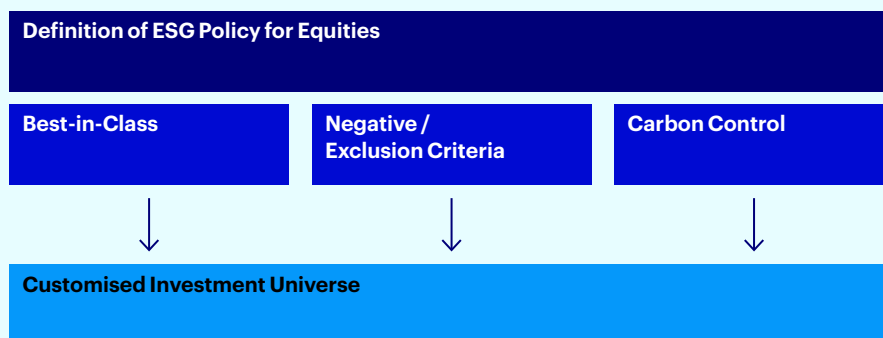 Definition of ESG Policy for Equities
Best-in-Class
Negative /
Exclusion Criteria
Carbon Control
Customised Investment Universe